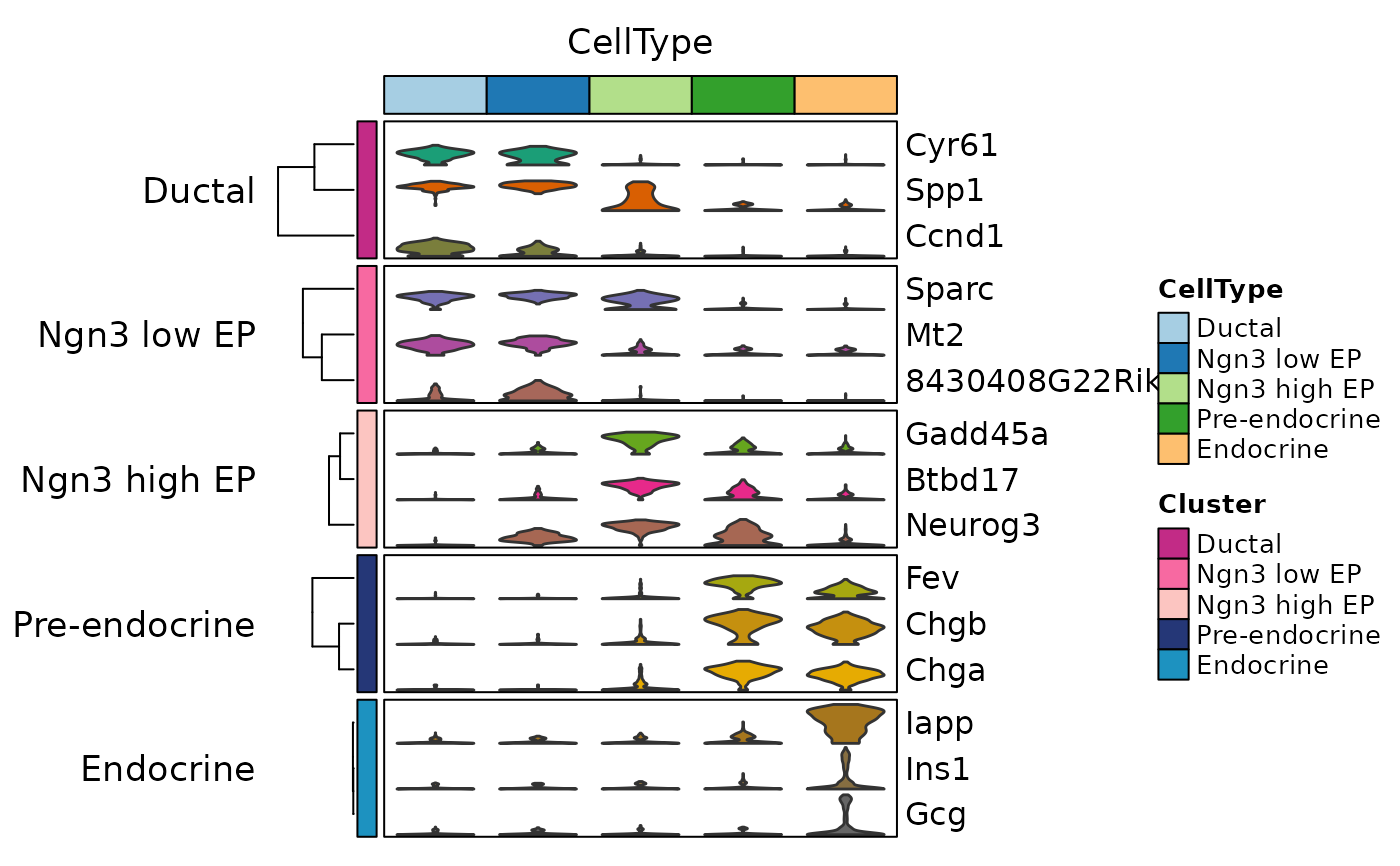 CellType
Ductal
Cyr61
Spp1
Ccnd1
Ngn3 low EP
Sparc
Mt2
8430408G22Rik
Ngn3 high EP
Gadd45a
Btbd17
Neurog3
Pre-endocrine
Fev
Chgb
Chga
Endocrine
Iapp
Ins1
Gcg
CellType
Ductal
Ngn3 low EP
Ngn3 high EP
Pre-endocrine
Endocrine
Cluster
Ductal
Ngn3 low EP
Ngn3 high EP
Pre-endocrine
Endocrine